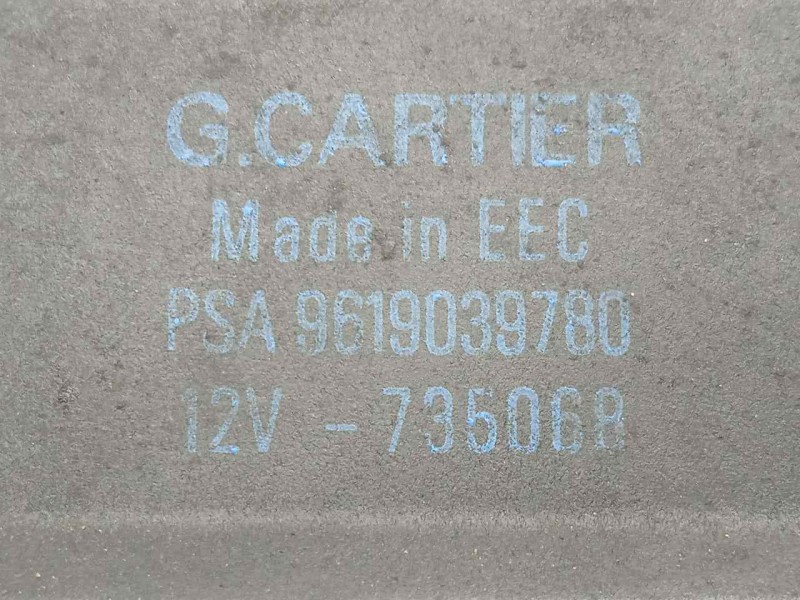 G.CARTIER
Made in EEC
PSA 9619039780
12V - 735068